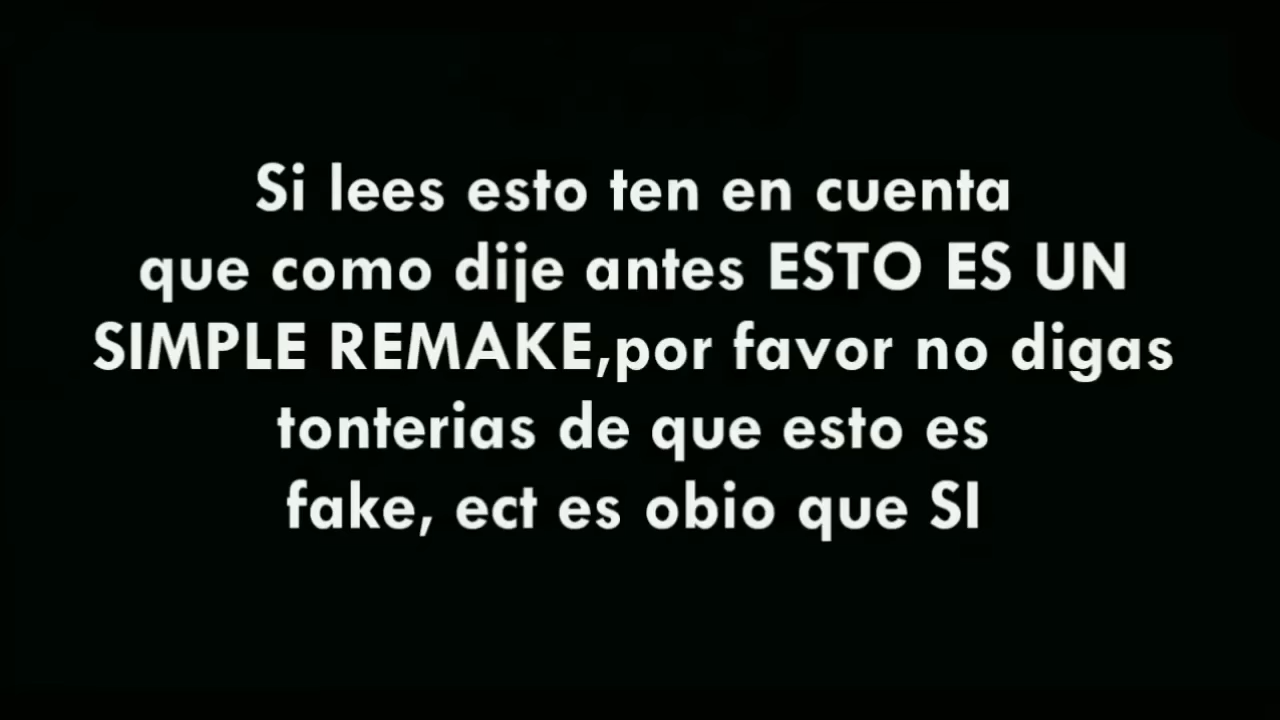 Si lees esto ten en cuenta
que como dije antes ESTO ES UN
SIMPLE REMAKE,por favor no digas
tonterias de que esto es
fake, ect es obio que SI